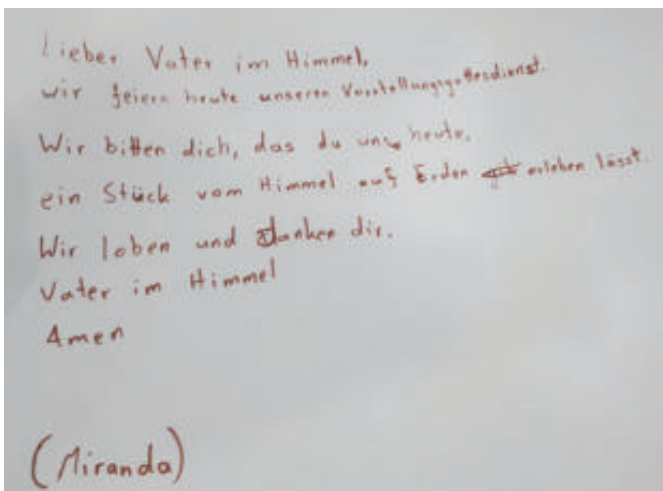 Lieber Vater im Himmel,
wir feiern heute unseren Vorstellungsgottesdienst.
Wir bitten dich, das du uns heute,
ein Stück vom Himmel auf Erden erleben lässt.
Wir loben und danken dir.
Vater im Himmel
Amen
(Miranda)